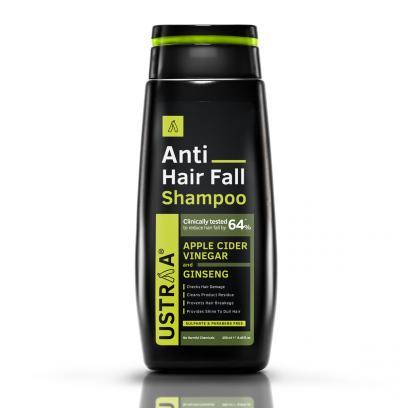 Anti
Hair Fall
Shampoo
Clinically tested
to reduce hair fall by 64%
APPLE CIDER
VINEGAR
and
GINSENG
Checks Hair Damage
Cleans Product Residue
Prevents Hair Breakage
Provides Shine To Dull Hair
SULPHATE & PARABENS FREE
No Harmful Chemicals
USTRAA®